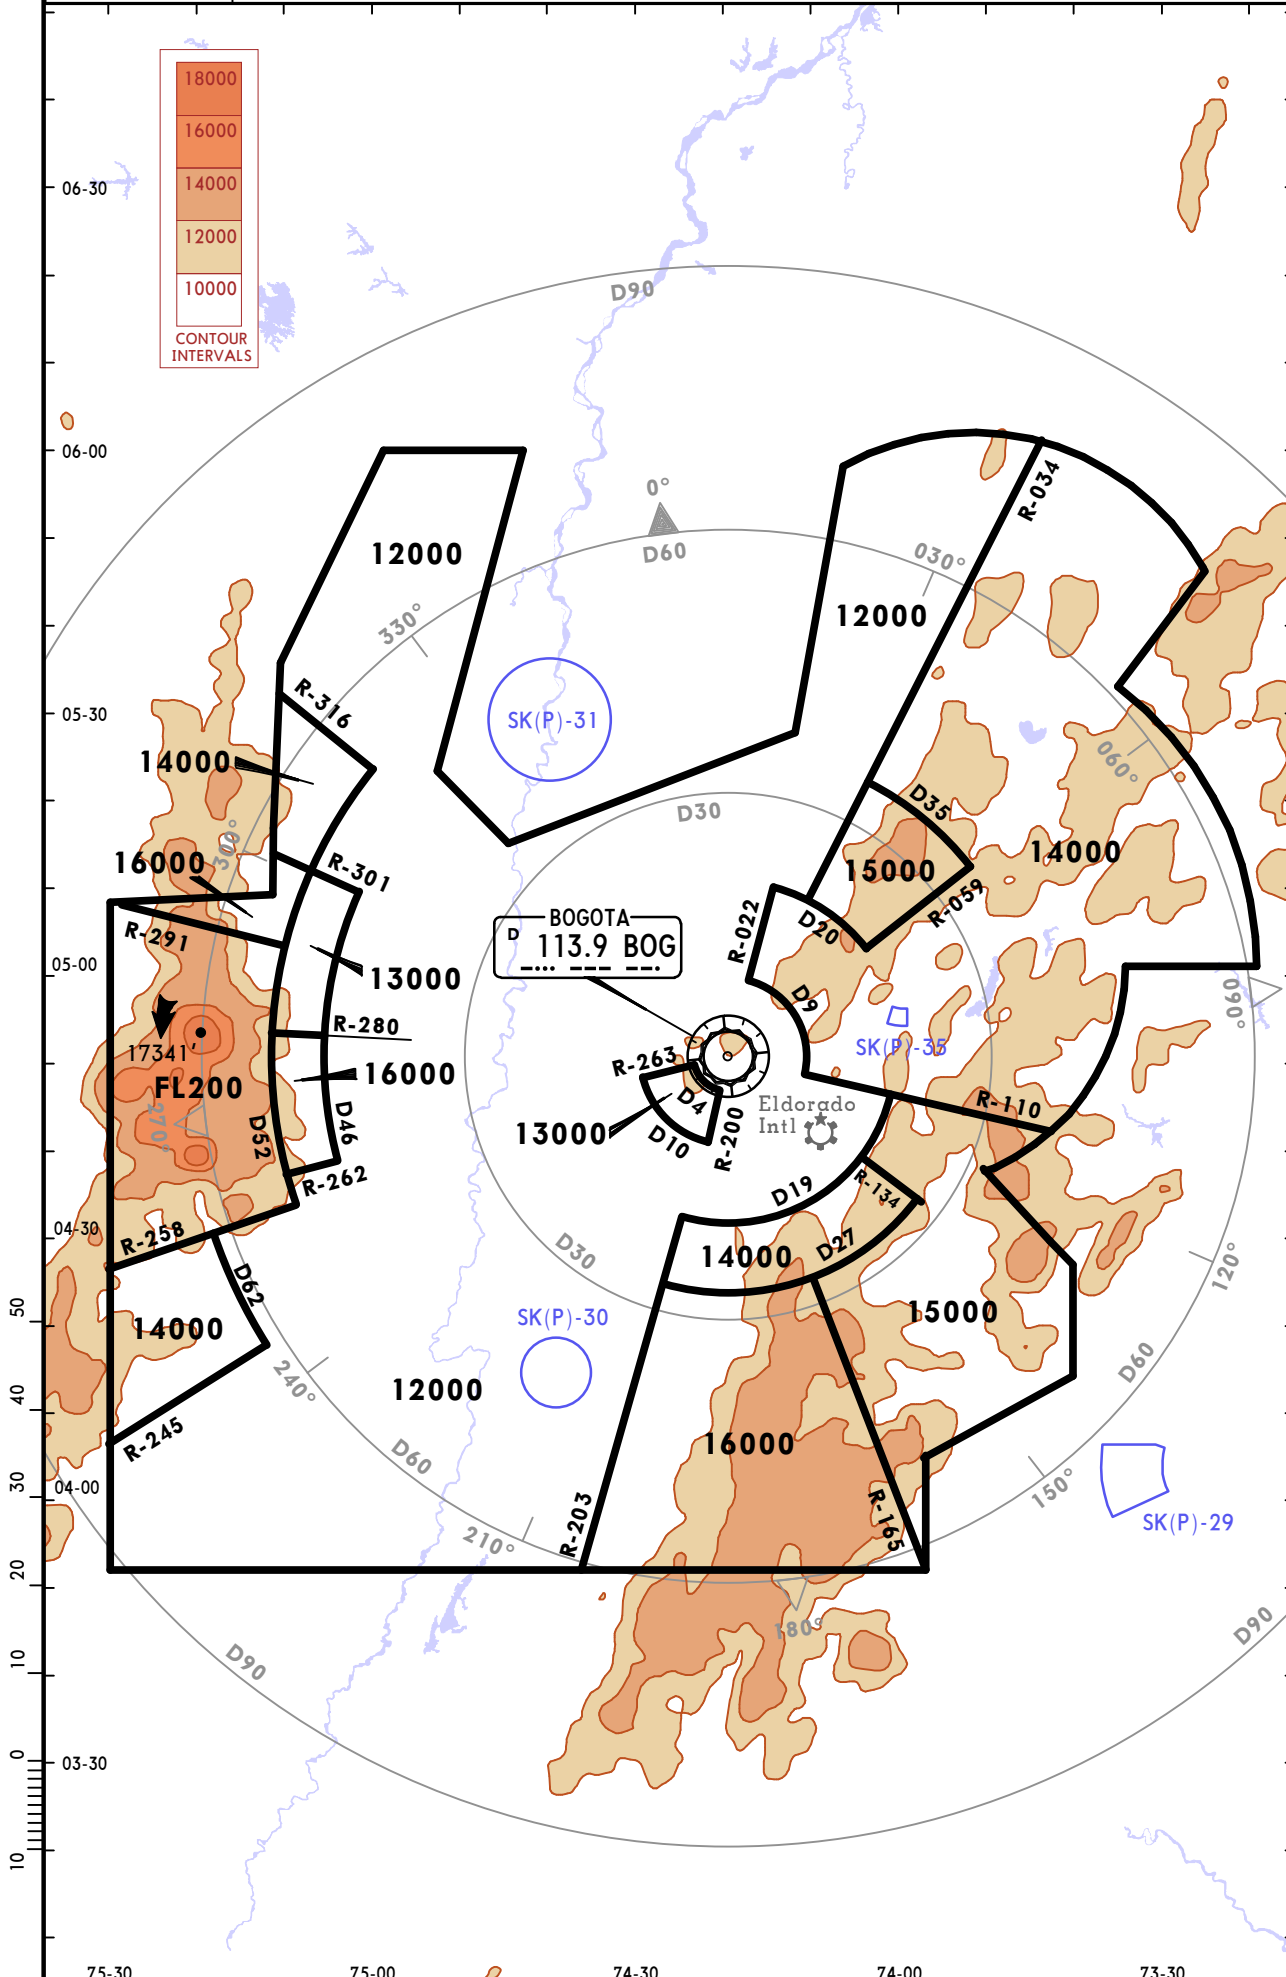 18000
16000
14000
12000
10000
CONTOUR
INTERVALS
06-30
D90
06-00
R-034
0°
D60
12000
030°
12000
330°
R-316
05-30
SK(P)-31
060°
14000
D30
D35
300°
16000
R-301
15000
14000
R-059
R-022
D20
BOGOTA
D 113.9 BOG
R-291
05-00
13000
D9
090°
R-280
SK(P)-35
17341'
FL200
16000
R-263
D4
Eldorado
Intl
R-110
270°
D52
D46
13000
D10
R-200
R-262
R-134
D19
04-30
R-258
D30
14000
D27
120°
D62
50
14000
SK(P)-30
15000
D60
240°
40
12000
R-245
D60
16000
30
04-00
150°
R-203
R-165
210°
SK(P)-29
20
180°
D90
D90
10
0
03-30
10
75-30
75-00
74-30
74-00
73-30